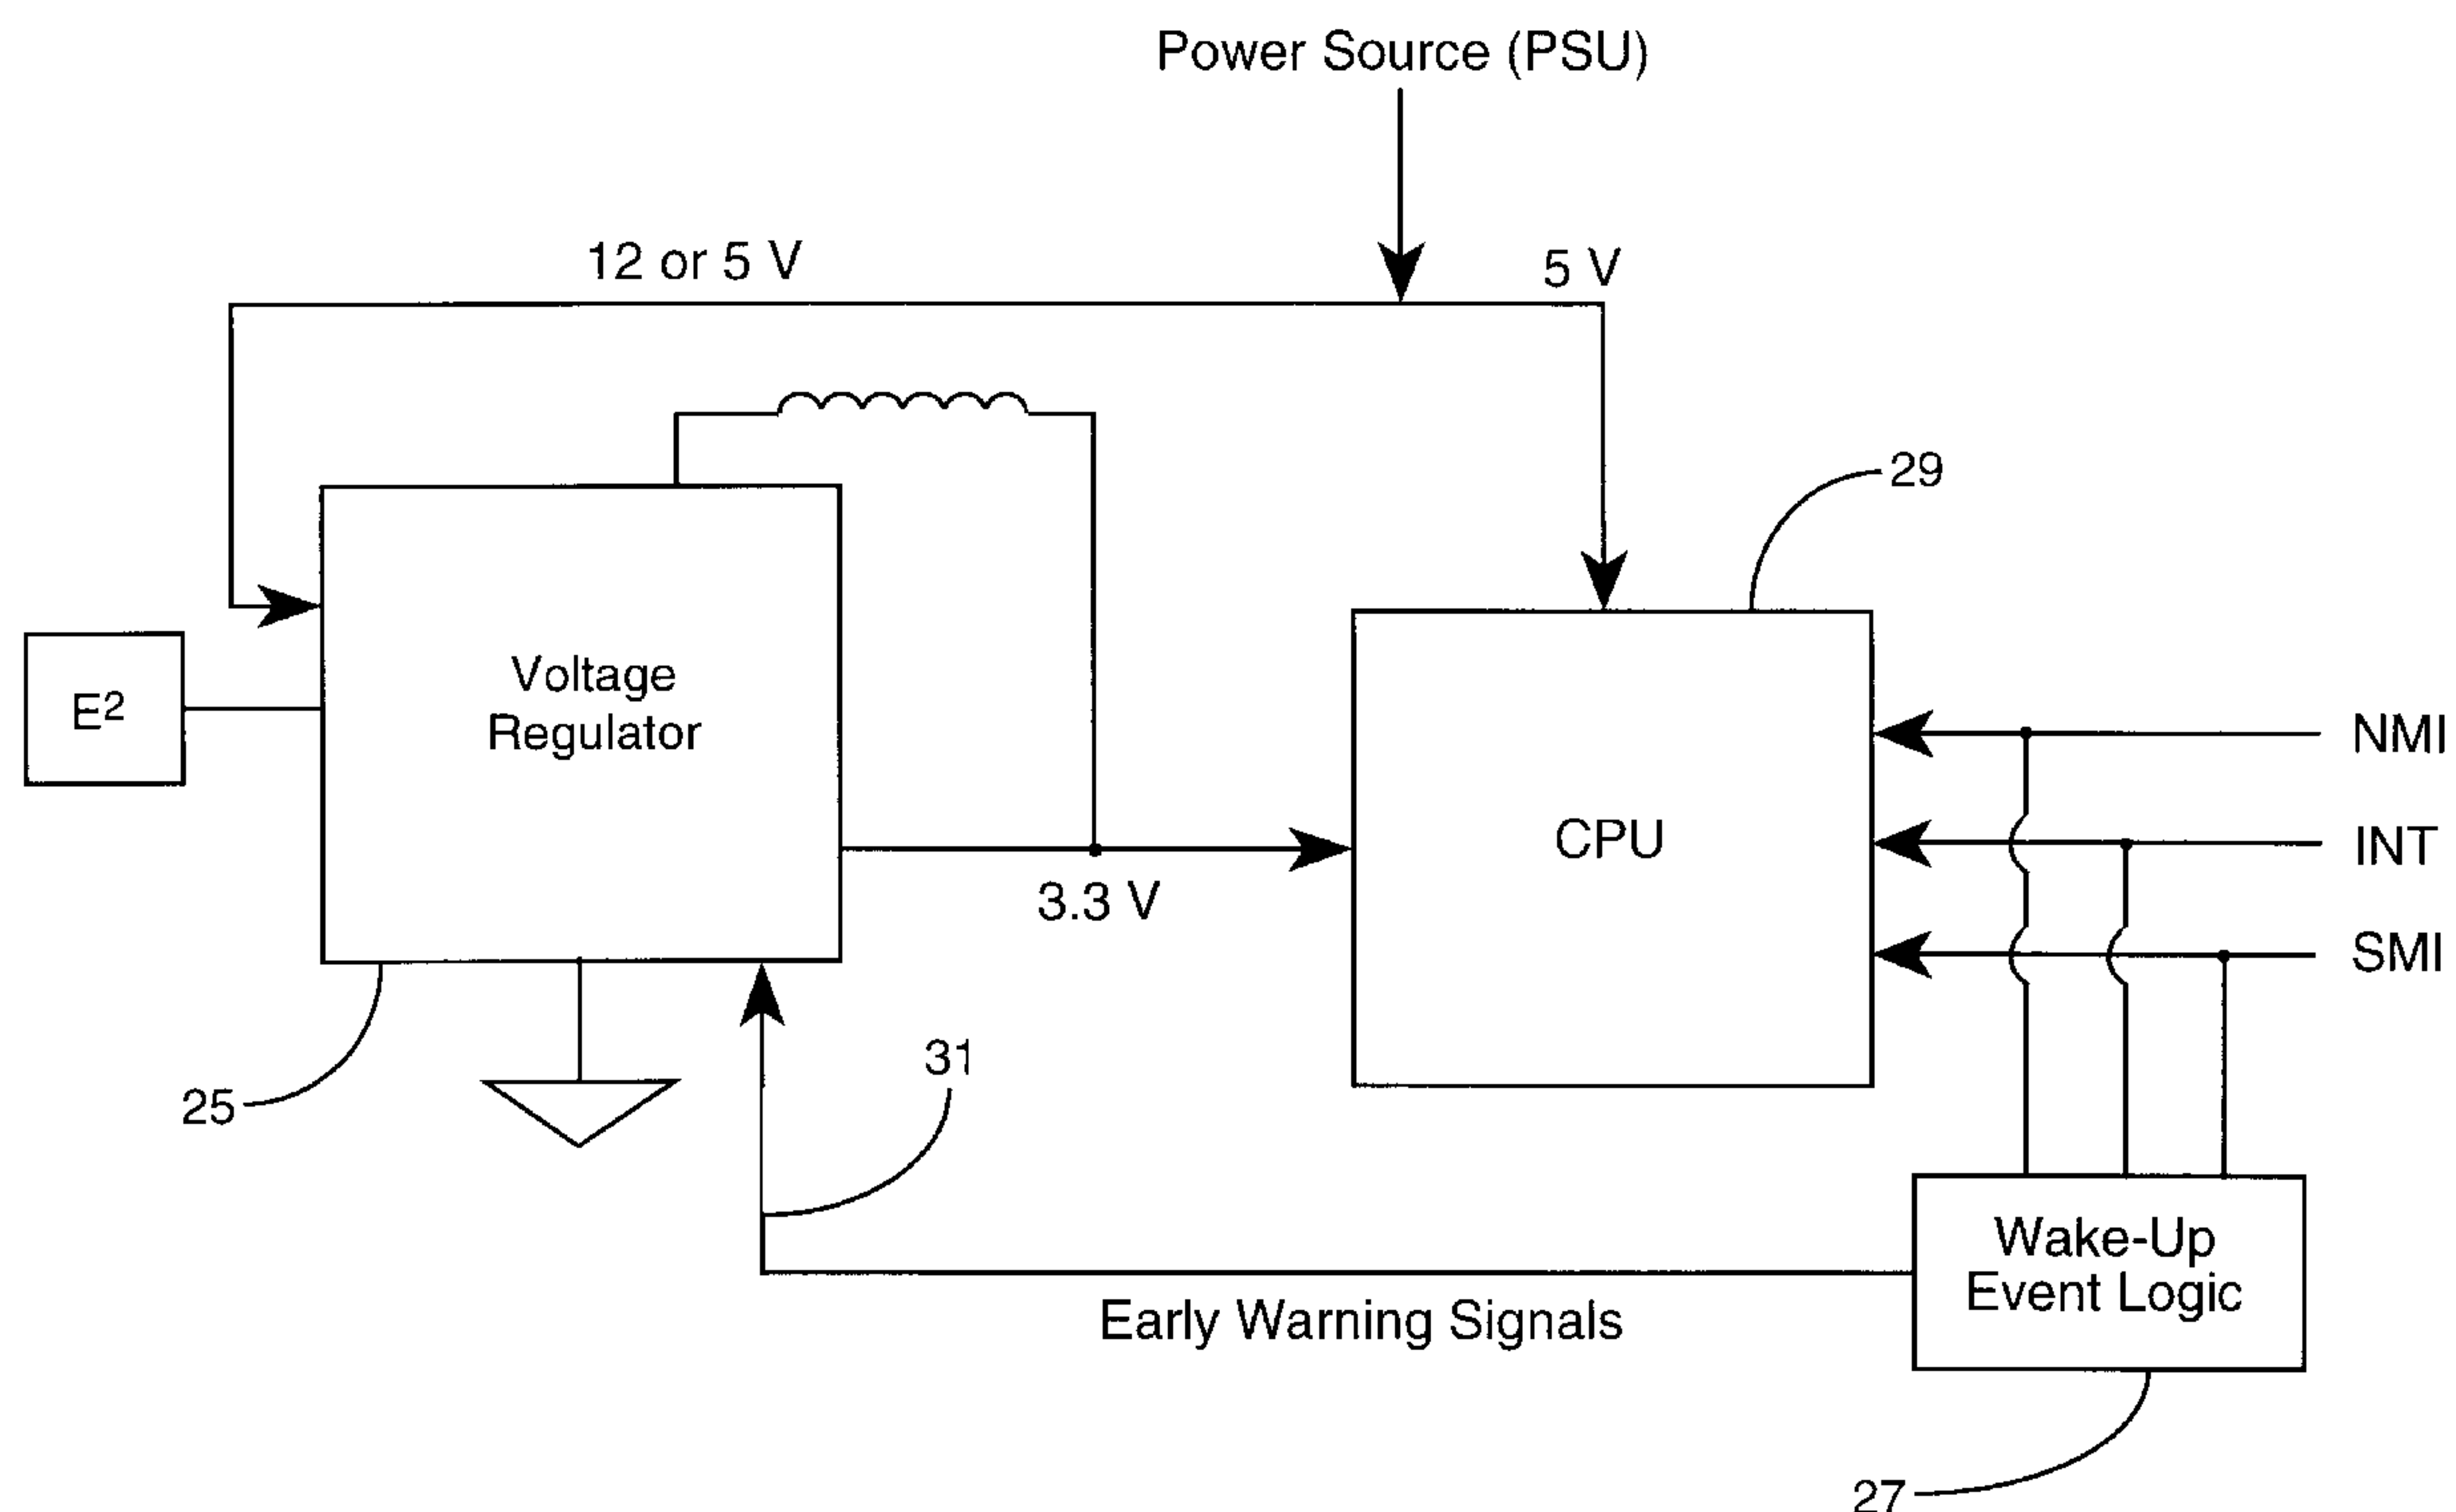 Power Source (PSU)
12 or 5 V
5 V
29
E2
Voltage
Regulator
NMI
CPU
INT
3.3 V
SMI
31
25
Wake-Up
Event Logic
Early Warning Signals
27